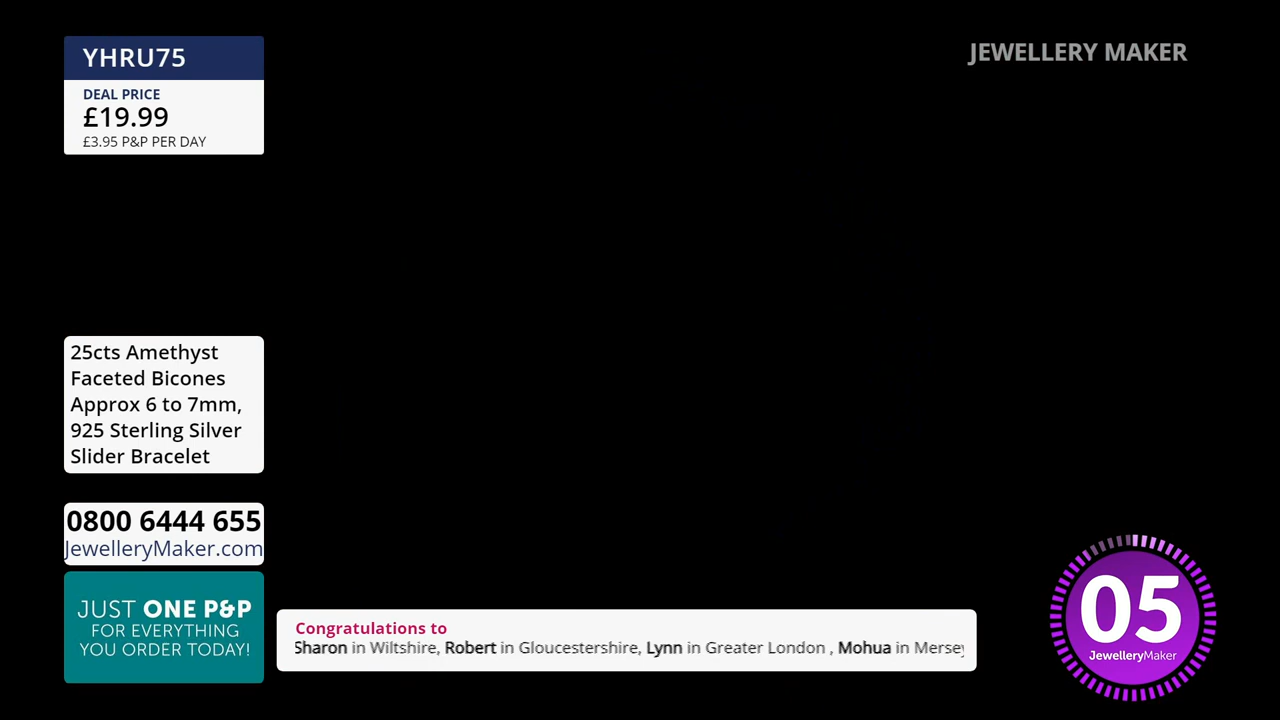 YHRU75
DEAL PRICE
£19.99
£3.95 P&P PER DAY
JEWELLERY MAKER
25cts Amethyst
Faceted Bicones
Approx 6 to 7mm,
925 Sterling Silver
Slider Bracelet
0800 6444 655
JewelleryMaker.com
JUST ONE P&P
FOR EVERYTHING
YOU ORDER TODAY!
Congratulations to
Sharon in Wiltshire, Robert in Gloucestershire, Lynn in Greater London , Mohua in Mersey
05
JewelleryMaker